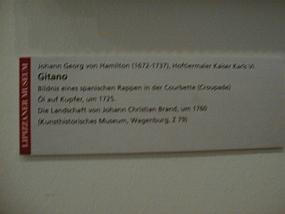 LIPIZZANER MUSEUM
Johann Georg von Hamilton (1672-1737), Hoftiermaler Kaiser Karls VI.
Gitano
Bildnis eines spanischen Rappen in der Courbette (Croupade)
Öl auf Kupfer, um 1725.
Die Landschaft von Johann Christian Brand, um 1760
(Kunsthistorisches Museum, Wagenburg, Z 79)